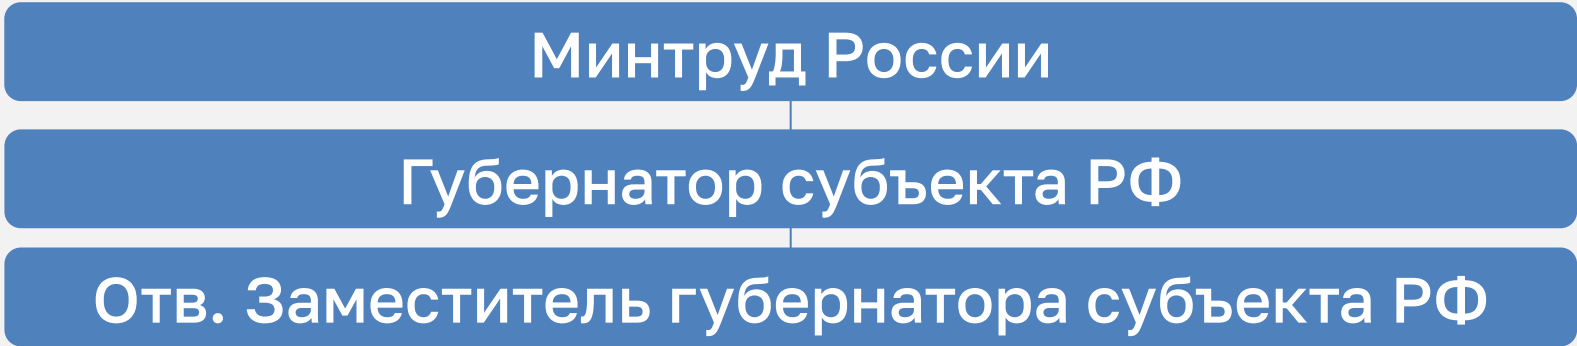 Минтруд России
Губернатор субъекта РФ
Отв. Заместитель губернатора субъекта РФ